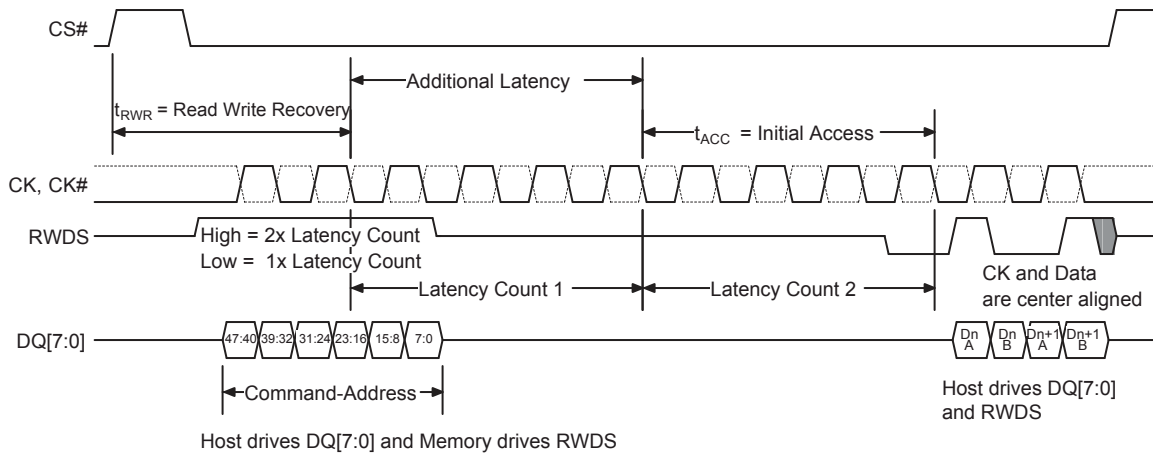 CS#
Additional Latency
tRWR = Read Write Recovery
tACC = Initial Access
CK, CK#
RWDS
High = 2x Latency Count
Low = 1x Latency Count
CK and Data
are center aligned
Latency Count 1
Latency Count 2
DQ[7:0]
47:40 39:32 31:24 23:16 15:8 7:0
Dn A
Dn B
Dn+1 A
Dn+1 B
Command-Address
Host drives DQ[7:0]
and RWDS
Host drives DQ[7:0] and Memory drives RWDS